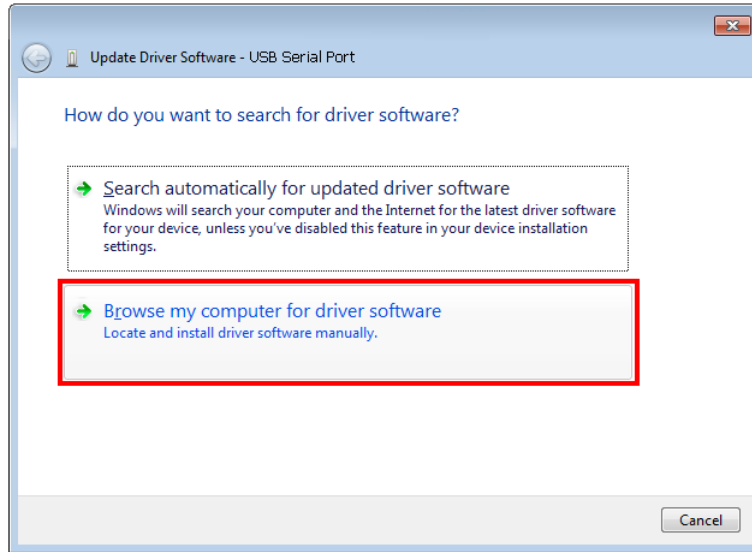 Update Driver Software - USB Serial Port
How do you want to search for driver software?
Search automatically for updated driver software
Windows will search your computer and the Internet for the latest driver software
for your device, unless you've disabled this feature in your device installation
settings.
Browse my computer for driver software
Locate and install driver software manually.
Cancel